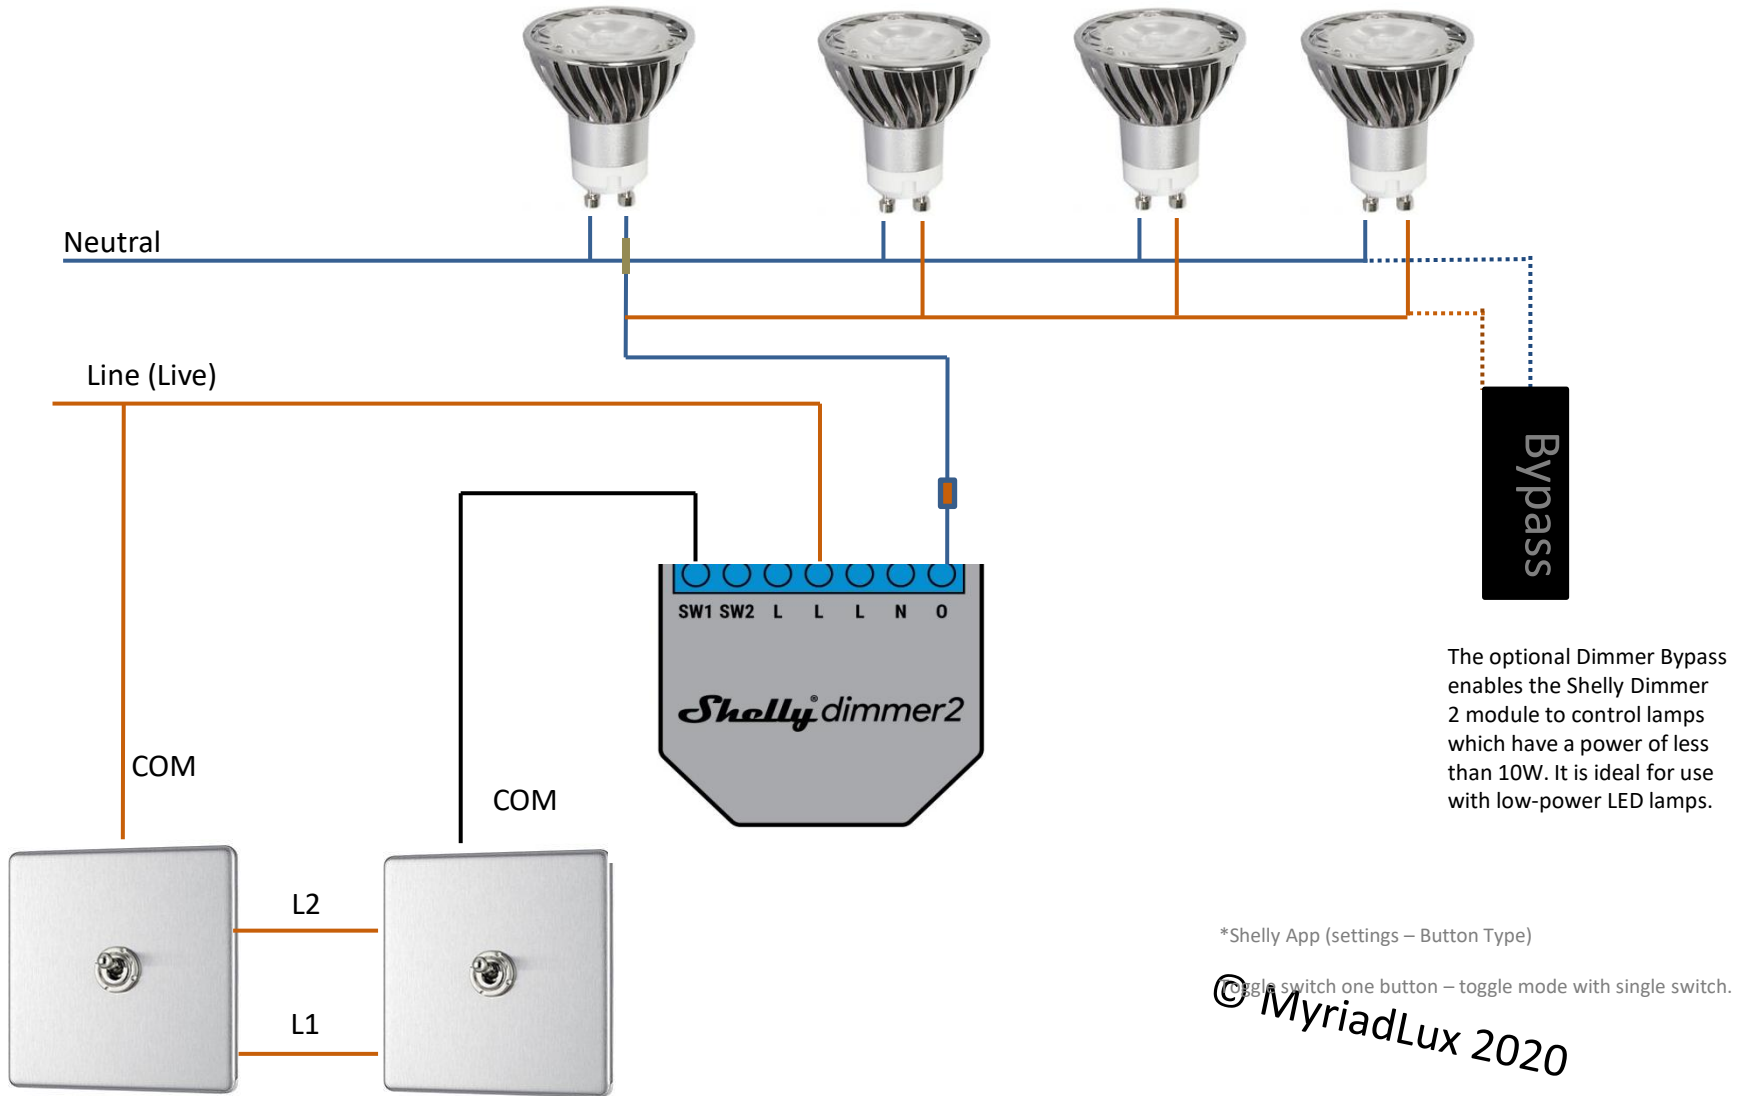 Neutral
Line (Live)
Bypass
SW1 SW2 L L L N O
Shelly® dimmer2
The optional Dimmer Bypass
enables the Shelly Dimmer
2 module to control lamps
which have a power of less
than 10W. It is ideal for use
with low-power LED lamps.
COM
COM
L2
L1
*Shelly App (settings – Button Type)
Toggle switch one button – toggle mode with single switch.
© MyriadLux 2020